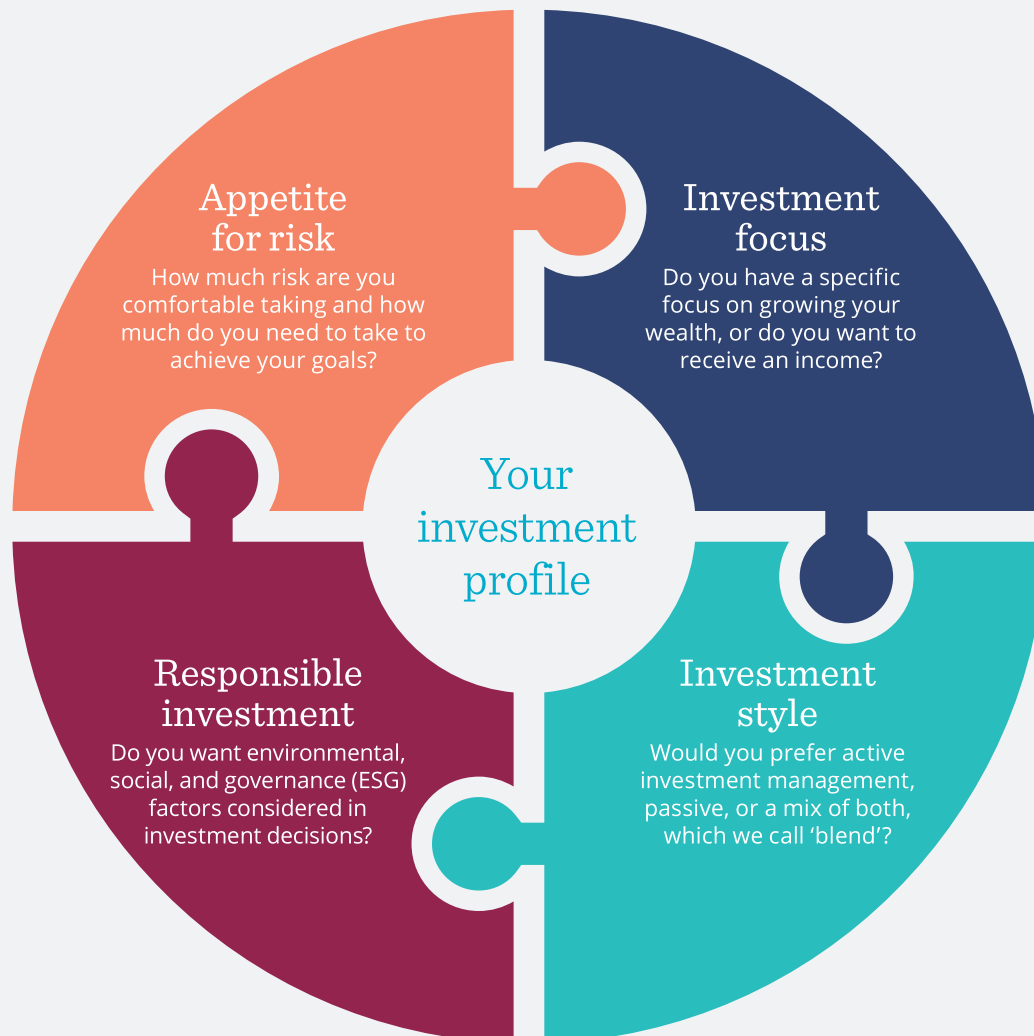 Appetite
for risk
How much risk are you
comfortable taking and how
much do you need to take to
achieve your goals?
Investment
focus
Do you have a specific
focus on growing your
wealth, or do you want to
receive an income?
Your
investment
profile
Responsible
investment
Do you want environmental,
social, and governance (ESG)
factors considered in
investment decisions?
Investment
style
Would you prefer active
investment management,
passive, or a mix of both,
which we call ‘blend’?